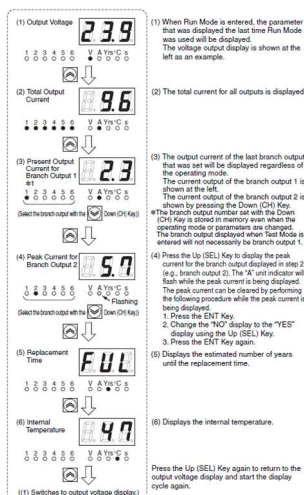 (1) Output Voltage
23.9
1 2 3 4 5 6 V A Yrs °C s
(1) When Run Mode is entered, the parameter
that was displayed the last time Run Mode
was used will be displayed.
The voltage output display is shown at the
left as an example.
(2) Total Output
Current
9.6
1 2 3 4 5 6 V A Yrs °C s
(2) The total current for all outputs is displayed
(3) Present Output
Current for
Branch Output 1
*1
2.3
1 2 3 4 5 6 V A Yrs °C s
(Select the branch output with the Down (CH) Key.)
(3) The output current of the last branch output
that was set will be displayed regardless of
the operating mode.
The current output of the branch output 1 is
shown at the left.
The current output of the branch output 2 is
shown by pressing the Down (CH) Key.
*The branch output number set with the Down
(CH) Key is stored in memory even when the
operating mode or parameters are changed.
The branch output displayed when Test Mode is
entered will not necessarily be branch output 1.
(4) Peak Current for
Branch Output 2
5.7
1 2 3 4 5 6 V A Yrs °C s
Flashing
(Select the branch output with the Down (CH) Key.)
(4) Press the Up (SEL) Key to display the peak
current for the branch output displayed in step 2
(e.g., branch output 2). The "A" unit indicator will
flash while the peak current is being displayed.
The peak current can be cleared by performing
the following procedure while the peak current is
being displayed.
1. Press the ENT Key.
2. Change the "NO" display to the "YES"
display using the Up (SEL) Key.
3. Press the ENT Key again.
(5) Replacement
Time
FUL
1 2 3 4 5 6 V A Yrs °C s
(5) Displays the estimated number of years
until the replacement time.
(6) Internal
Temperature
47
1 2 3 4 5 6 V A Yrs °C s
(6) Displays the internal temperature.
Press the Up (SEL) Key again to return to the
output voltage display and start the display
cycle again.
((1) Switches to output voltage display.)